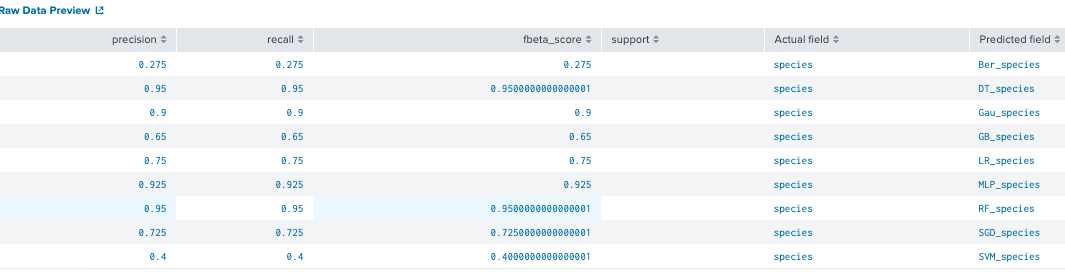 Raw Data Preview
precision recall fbeta_score support Actual field Predicted field
0.275 0.275 0.275 species Ber_species
0.95 0.95 0.9500000000000001 species DT_species
0.9 0.9 0.9 species Gau_species
0.65 0.65 0.65 species GB_species
0.75 0.75 0.75 species LR_species
0.925 0.925 0.925 species MLP_species
0.95 0.95 0.9500000000000001 species RF_species
0.725 0.725 0.7250000000000001 species SGD_species
0.4 0.4 0.4000000000000001 species SVM_species